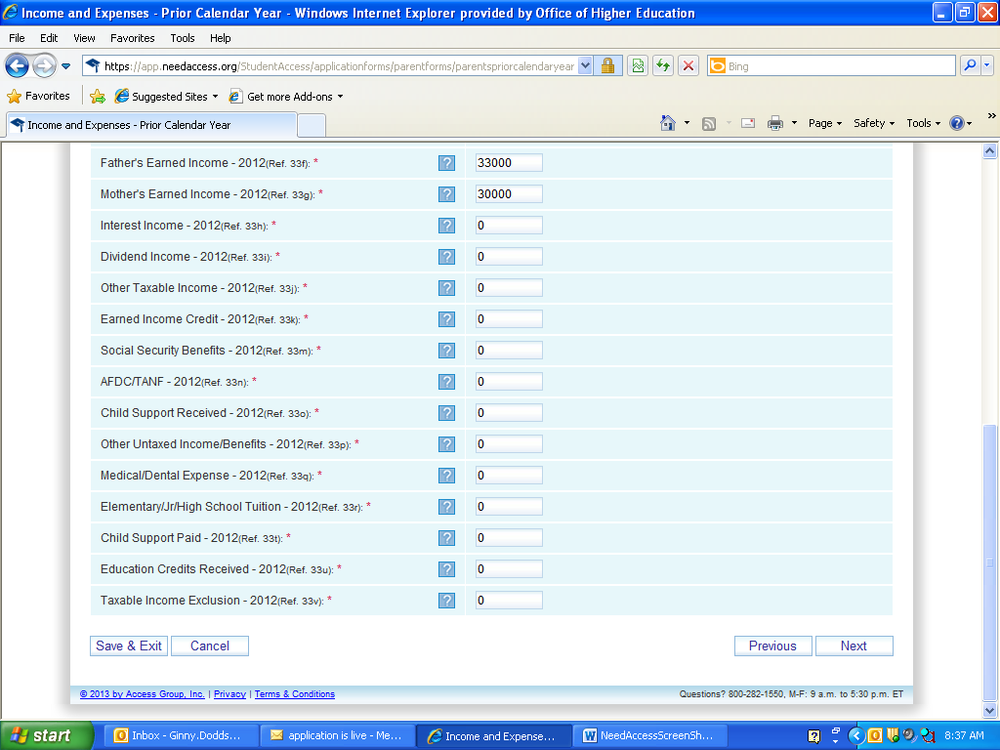 Income and Expenses - Prior Calendar Year - Windows Internet Explorer provided by Office of Higher Education
File Edit View Favorites Tools Help
https://app.needaccess.org/StudentAccess/applicationforms/parentforms/parentspriorcalendaryear
Bing
Favorites Suggested Sites Get more Add-ons
Income and Expenses - Prior Calendar Year
Page Safety Tools
Father's Earned Income - 2012(Ref. 33f): * ? 33000
Mother's Earned Income - 2012(Ref. 33g): * ? 30000
Interest Income - 2012(Ref. 33h): * ? 0
Dividend Income - 2012(Ref. 33i): * ? 0
Other Taxable Income - 2012(Ref. 33j): * ? 0
Earned Income Credit - 2012(Ref. 33k): * ? 0
Social Security Benefits - 2012(Ref. 33m): * ? 0
AFDC/TANF - 2012(Ref. 33n): * ? 0
Child Support Received - 2012(Ref. 33o): * ? 0
Other Untaxed Income/Benefits - 2012(Ref. 33p): * ? 0
Medical/Dental Expense - 2012(Ref. 33q): * ? 0
Elementary/Jr/High School Tuition - 2012(Ref. 33r): * ? 0
Child Support Paid - 2012(Ref. 33t): * ? 0
Education Credits Received - 2012(Ref. 33u): * ? 0
Taxable Income Exclusion - 2012(Ref. 33v): * ? 0
Save & Exit Cancel Previous Next
© 2013 by Access Group, Inc. | Privacy | Terms & Conditions Questions? 800-282-1550, M-F: 9 a.m. to 5:30 p.m. ET
start Inbox - Ginny.Dodds... application is live - Me... Income and Expense... NeedAccessScreenSh... 8:37 AM